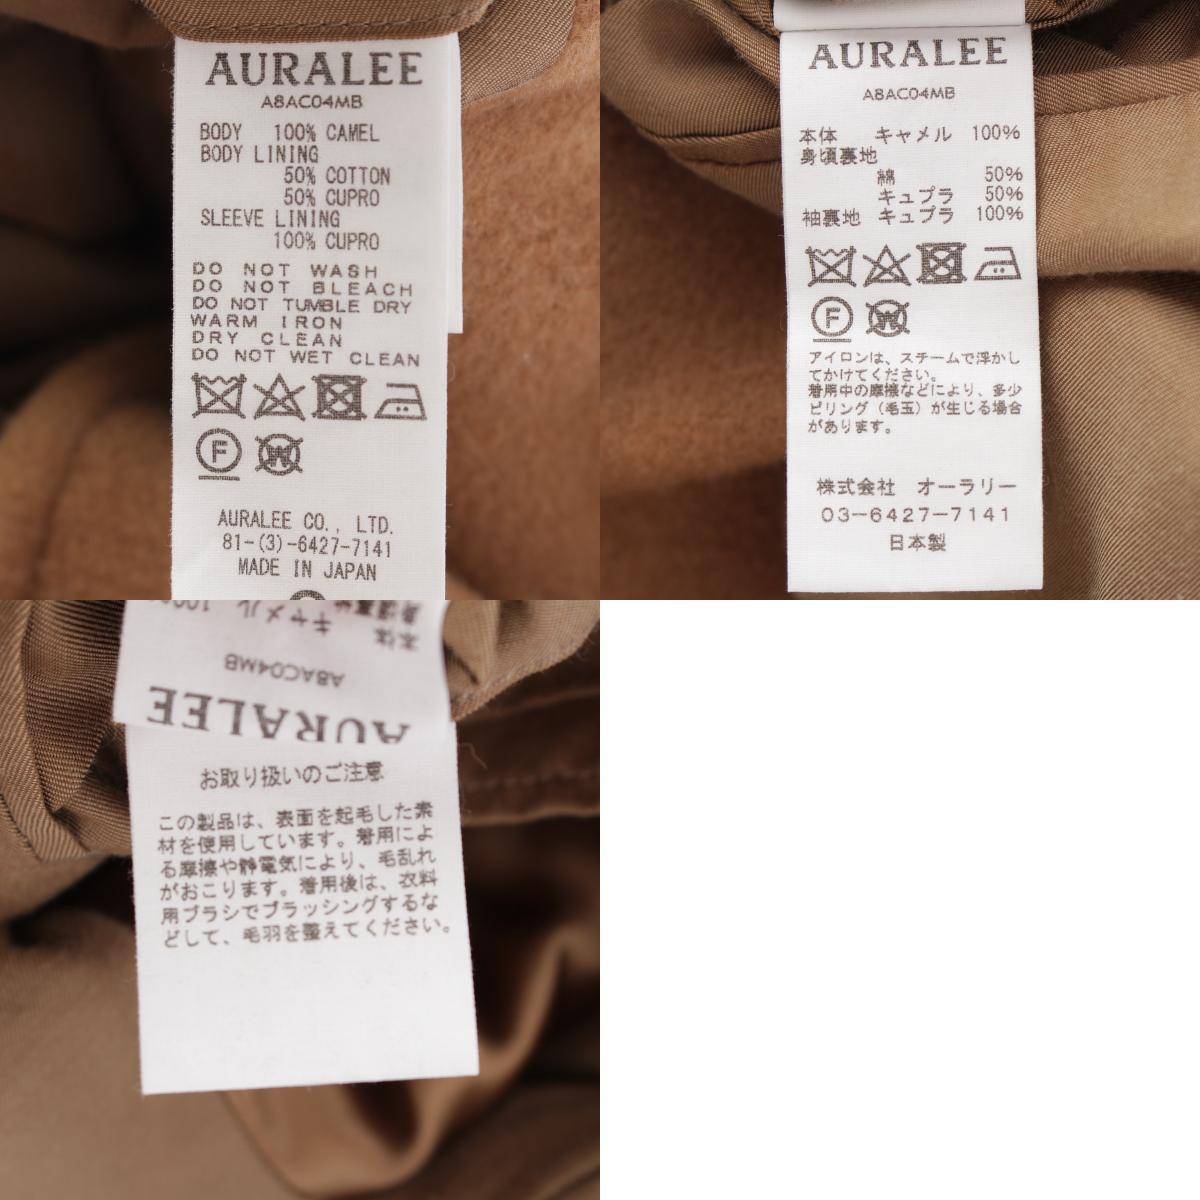 AURALEE
A8AC04MB
BODY 100% CAMEL
BODY LINING
50% COTTON
50% CUPRO
SLEEVE LINING
100% CUPRO
DO NOT WASH
DO NOT BLEACH
DO NOT TUMBLE DRY
WARM IRON
DRY CLEAN
DO NOT WET CLEAN
F W
AURALEE CO., LTD.
81-(3)-6427-7141
MADE IN JAPAN
AURALEE
A8AC04MB
本体 キャメル 100%
身頃裏地
綿 50%
キュプラ 50%
袖裏地 キュプラ 100%
F W
アイロンは、スチームで浮かし
てかけてください。
着用中の摩擦などにより、多少
ピリング（毛玉）が生じる場合
があります。
株式会社 オーラリー
03-6427-7141
日本製
本体 キャメル
A8AC04MB
AURALEE
お取り扱いのご注意
この製品は、表面を起毛した素
材を使用しています。着用によ
る摩擦や静電気により、毛乱れ
がおこります。着用後は、衣料
用ブラシでブラッシングするな
どして、毛羽を整えてください。